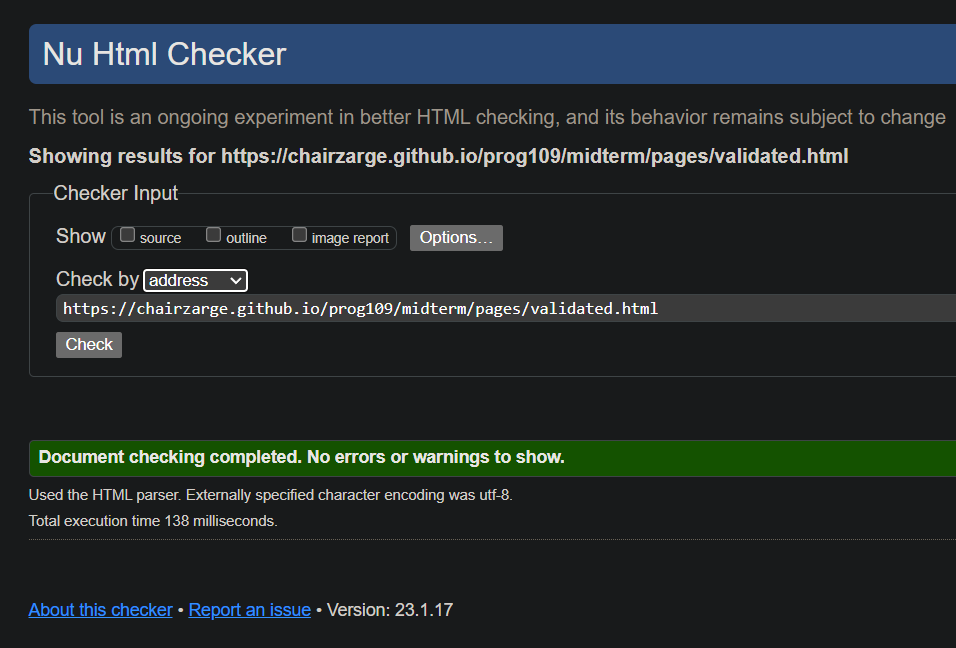 Nu Html Checker
This tool is an ongoing experiment in better HTML checking, and its behavior remains subject to change
Showing results for https://chairzarge.github.io/prog109/midterm/pages/validated.html
Checker Input
Show source outline image report Options…
Check by address
https://chairzarge.github.io/prog109/midterm/pages/validated.html
Check
Document checking completed. No errors or warnings to show.
Used the HTML parser. Externally specified character encoding was utf-8.
Total execution time 138 milliseconds.
About this checker • Report an issue • Version: 23.1.17